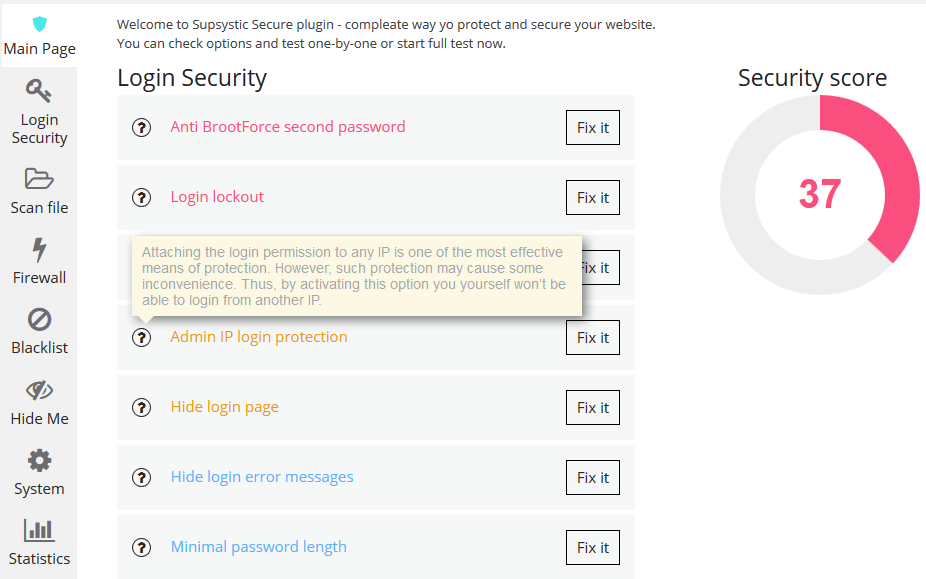 Welcome to Supsystic Secure plugin - compleate way yo protect and secure your website.
You can check options and test one-by-one or start full test now.
Main Page
Login
Security
Scan file
Firewall
Blacklist
Hide Me
System
Statistics
Login Security
? Anti BrootForce second password Fix it
? Login lockout Fix it
Attaching the login permission to any IP is one of the most effective
means of protection. However, such protection may cause some
inconvenience. Thus, by activating this option you yourself won't be
able to login from another IP.
Fix it
? Admin IP login protection Fix it
? Hide login page Fix it
? Hide login error messages Fix it
? Minimal password length Fix it
Security score
37